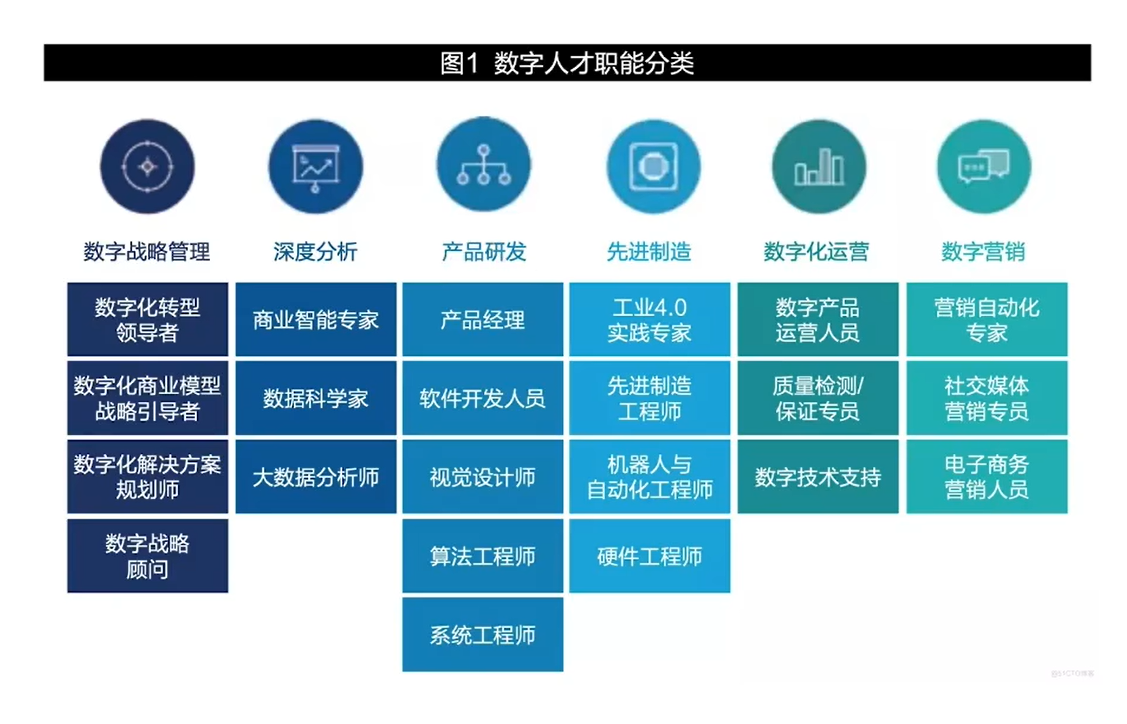 图1 数字人才职能分类
数字战略管理
深度分析
产品研发
先进制造
数字化运营
数字营销
数字化转型
领导者
商业智能专家
产品经理
工业4.0
实践专家
数字产品
运营人员
营销自动化
专家
数字化商业模型
战略引导者
数据科学家
软件开发人员
先进制造
工程师
质量检测/
保证专员
社交媒体
营销专员
数字化解决方案
规划师
大数据分析师
视觉设计师
机器人与
自动化工程师
数字技术支持
电子商务
营销人员
数字战略
顾问
算法工程师
硬件工程师
系统工程师
@51CTO博客